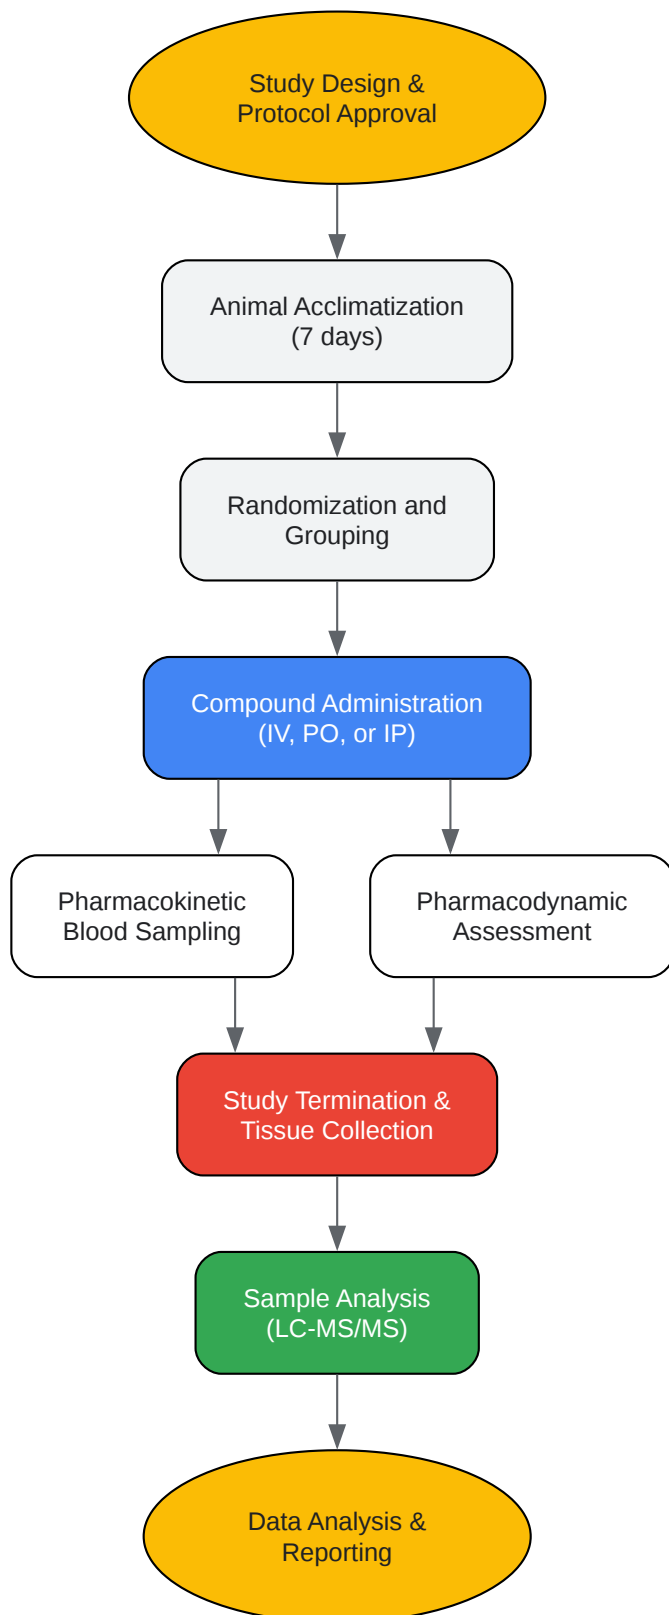 Study Design &
Protocol Approval
Animal Acclimatization
(7 days)
Randomization and
Grouping
Compound Administration
(IV, PO, or IP)
Pharmacokinetic
Blood Sampling
Pharmacodynamic
Assessment
Study Termination &
Tissue Collection
Sample Analysis
(LC-MS/MS)
Data Analysis &
Reporting